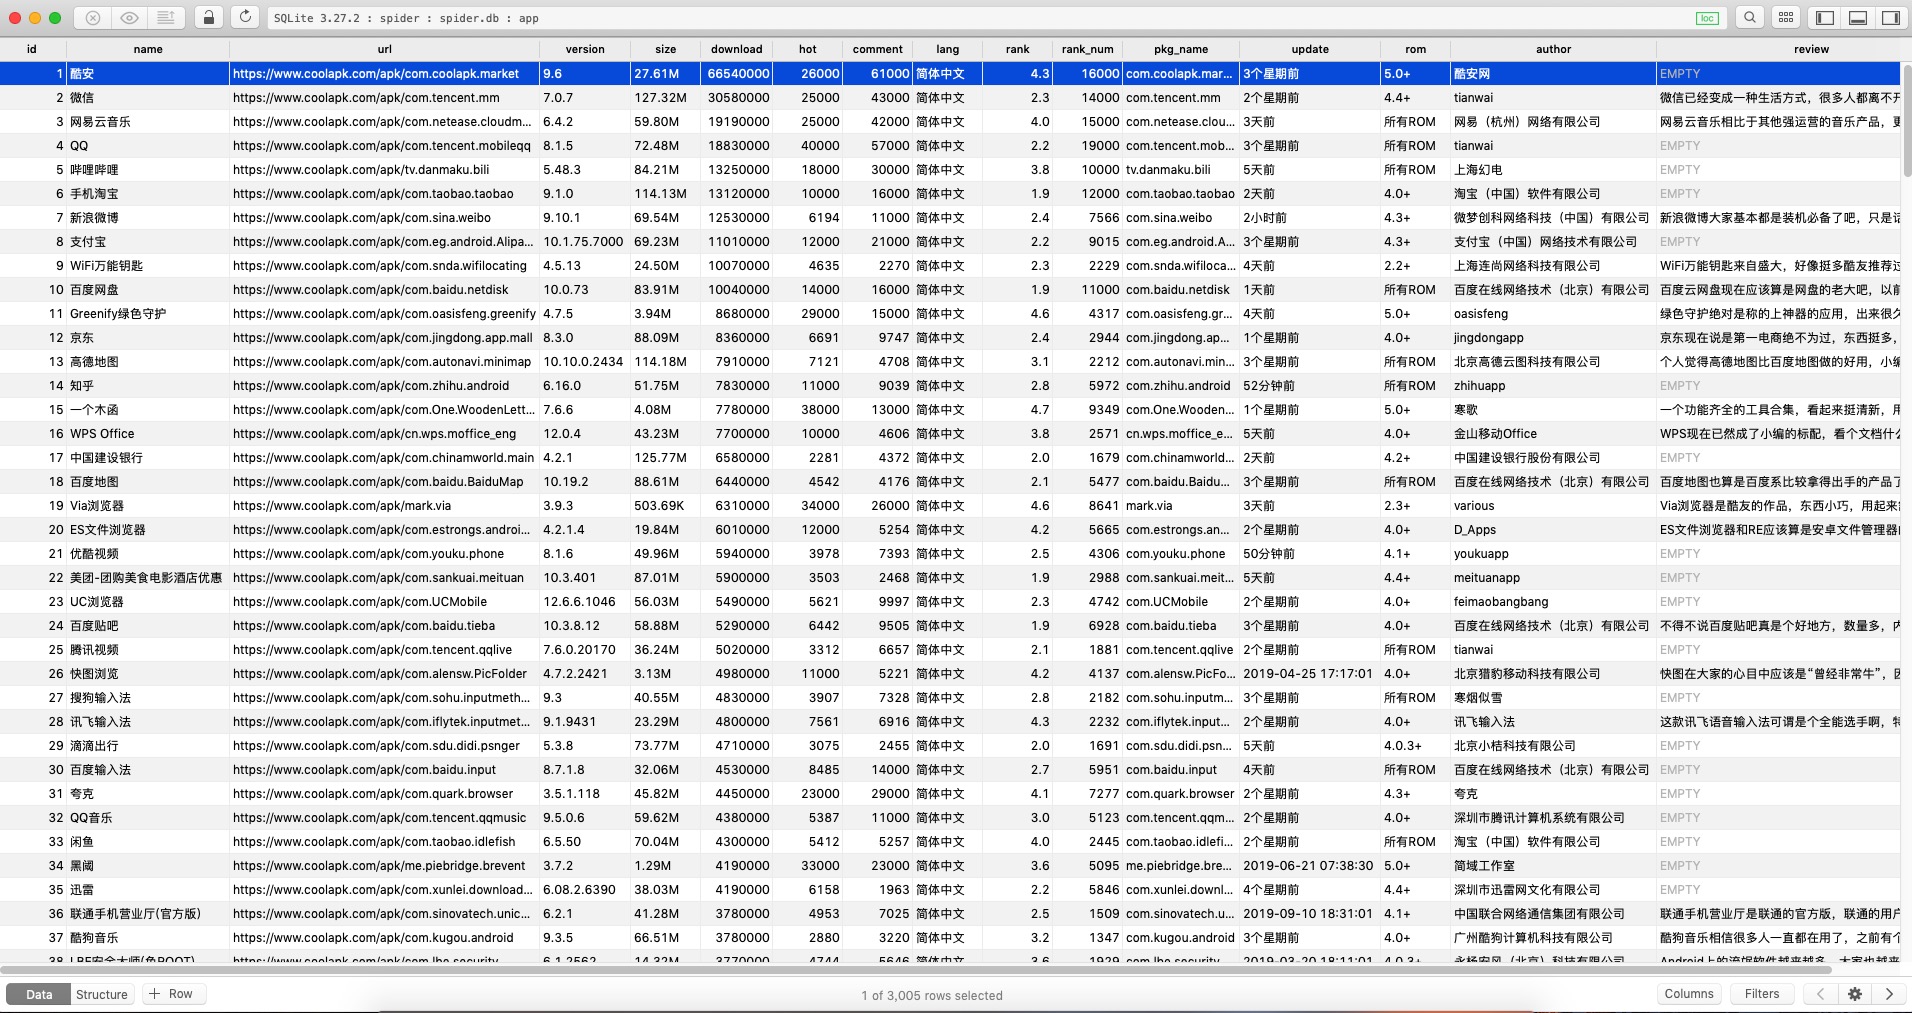 SQLite 3.27.2 : spider : spider.db : app loc
id name url version size download hot comment lang rank rank_num pkg_name update rom author review
1 酷安 https://www.coolapk.com/apk/com.coolapk.market 9.6 27.61M 66540000 26000 61000 简体中文 4.3 16000 com.coolapk.mar... 3个星期前 5.0+ 酷安网 EMPTY
2 微信 https://www.coolapk.com/apk/com.tencent.mm 7.0.7 127.32M 30580000 25000 43000 简体中文 2.3 14000 com.tencent.mm 2个星期前 4.4+ tianwai 微信已经变成一种生活方式，很多人都离不开
3 网易云音乐 https://www.coolapk.com/apk/com.netease.cloudm... 6.4.2 59.80M 19190000 25000 42000 简体中文 4.0 15000 com.netease.clou... 3天前 所有ROM 网易（杭州）网络有限公司 网易云音乐相比于其他强运营的音乐产品，更
4 QQ https://www.coolapk.com/apk/com.tencent.mobileqq 8.1.5 72.48M 18830000 40000 57000 简体中文 2.2 19000 com.tencent.mob... 3个星期前 所有ROM tianwai EMPTY
5 哔哩哔哩 https://www.coolapk.com/apk/tv.danmaku.bili 5.48.3 84.21M 13250000 18000 30000 简体中文 3.8 10000 tv.danmaku.bili 5天前 所有ROM 上海幻电 EMPTY
6 手机淘宝 https://www.coolapk.com/apk/com.taobao.taobao 9.1.0 114.13M 13120000 10000 16000 简体中文 1.9 12000 com.taobao.taobao 2天前 4.0+ 淘宝（中国）软件有限公司 EMPTY
7 新浪微博 https://www.coolapk.com/apk/com.sina.weibo 9.10.1 69.54M 12530000 6194 11000 简体中文 2.4 7566 com.sina.weibo 2小时前 4.3+ 微梦创科网络科技（中国）有限公司 新浪微博大家基本都是装机必备了吧，只是话
8 支付宝 https://www.coolapk.com/apk/com.eg.android.Alipa... 10.1.75.7000 69.23M 11010000 12000 21000 简体中文 2.2 9015 com.eg.android.A... 3个星期前 4.3+ 支付宝（中国）网络技术有限公司 EMPTY
9 WiFi万能钥匙 https://www.coolapk.com/apk/com.snda.wifilocating 4.5.13 24.50M 10070000 4635 2270 简体中文 2.3 2229 com.snda.wifiloca... 4天前 2.2+ 上海连尚网络科技有限公司 WiFi万能钥匙来自盛大，好像挺多酷友推荐过
10 百度网盘 https://www.coolapk.com/apk/com.baidu.netdisk 10.0.73 83.91M 10040000 14000 16000 简体中文 1.9 11000 com.baidu.netdisk 1天前 所有ROM 百度在线网络技术（北京）有限公司 百度云网盘现在应该算是网盘的老大吧，以前
11 Greenify绿色守护 https://www.coolapk.com/apk/com.oasisfeng.greenify 4.7.5 3.94M 8680000 29000 15000 简体中文 4.6 4317 com.oasisfeng.gr... 4天前 5.0+ oasisfeng 绿色守护绝对是称的上神器的应用，出来很久
12 京东 https://www.coolapk.com/apk/com.jingdong.app.mall 8.3.0 88.09M 8360000 6691 9747 简体中文 2.4 2944 com.jingdong.ap... 1个星期前 4.0+ jingdongapp 京东现在说是第一电商绝不为过，东西挺多，
13 高德地图 https://www.coolapk.com/apk/com.autonavi.minimap 10.10.0.2434 114.18M 7910000 7121 4708 简体中文 3.1 2212 com.autonavi.min... 3个星期前 所有ROM 北京高德云图科技有限公司 个人觉得高德地图比百度地图做的好用，小编
14 知乎 https://www.coolapk.com/apk/com.zhihu.android 6.16.0 51.75M 7830000 11000 9039 简体中文 2.8 5972 com.zhihu.android 52分钟前 所有ROM zhihuapp EMPTY
15 一个木函 https://www.coolapk.com/apk/com.One.WoodenLett... 7.6.6 4.08M 7780000 38000 13000 简体中文 4.7 9349 com.One.Wooden... 1个星期前 5.0+ 寒歌 一个功能齐全的工具合集，看起来挺清新，用
16 WPS Office https://www.coolapk.com/apk/cn.wps.moffice_eng 12.0.4 43.23M 7700000 10000 4606 简体中文 3.8 2571 cn.wps.moffice_e... 5天前 4.0+ 金山移动Office WPS现在已然成了小编的标配，看个文档什么
17 中国建设银行 https://www.coolapk.com/apk/com.chinamworld.main 4.2.1 125.77M 6580000 2281 4372 简体中文 2.0 1679 com.chinamworld... 2天前 4.2+ 中国建设银行股份有限公司 EMPTY
18 百度地图 https://www.coolapk.com/apk/com.baidu.BaiduMap 10.19.2 88.61M 6440000 4542 4176 简体中文 2.1 5477 com.baidu.Baidu... 3个星期前 所有ROM 百度在线网络技术（北京）有限公司 百度地图也算是百度系比较拿得出手的产品了
19 Via浏览器 https://www.coolapk.com/apk/mark.via 3.9.3 503.69K 6310000 34000 26000 简体中文 4.6 8641 mark.via 3天前 2.3+ various Via浏览器是酷友的作品，东西小巧，用起来
20 ES文件浏览器 https://www.coolapk.com/apk/com.estrongs.androi... 4.2.1.4 19.84M 6010000 12000 5254 简体中文 4.2 5665 com.estrongs.an... 2个星期前 4.0+ D_Apps ES文件浏览器和RE应该算是安卓文件管理器
21 优酷视频 https://www.coolapk.com/apk/com.youku.phone 8.1.6 49.96M 5940000 3978 7393 简体中文 2.5 4306 com.youku.phone 50分钟前 4.1+ youkuapp EMPTY
22 美团-团购美食电影酒店优惠 https://www.coolapk.com/apk/com.sankuai.meituan 10.3.401 87.01M 5900000 3503 2468 简体中文 1.9 2988 com.sankuai.meit... 5天前 4.4+ meituanapp EMPTY
23 UC浏览器 https://www.coolapk.com/apk/com.UCMobile 12.6.6.1046 56.03M 5490000 5621 9997 简体中文 2.3 4742 com.UCMobile 2个星期前 4.0+ feimaobangbang EMPTY
24 百度贴吧 https://www.coolapk.com/apk/com.baidu.tieba 10.3.8.12 58.88M 5290000 6442 9505 简体中文 1.9 6928 com.baidu.tieba 3个星期前 4.0+ 百度在线网络技术（北京）有限公司 不得不说百度贴吧真是个好地方，数量多，内
25 腾讯视频 https://www.coolapk.com/apk/com.tencent.qqlive 7.6.0.20170 36.24M 5020000 3312 6657 简体中文 2.1 1881 com.tencent.qqlive 2个星期前 所有ROM tianwai EMPTY
26 快图浏览 https://www.coolapk.com/apk/com.alensw.PicFolder 4.7.2.2421 3.13M 4980000 11000 5221 简体中文 4.2 4137 com.alensw.PicFo... 2019-04-25 17:17:01 4.0+ 北京猎豹移动科技有限公司 快图在大家的心目中应该是“曾经非常牛”，因
27 搜狗输入法 https://www.coolapk.com/apk/com.sohu.inputmeth... 9.3 40.55M 4830000 3907 7328 简体中文 2.8 2182 com.sohu.inputm... 3个星期前 所有ROM 寒烟似雪 EMPTY
28 讯飞输入法 https://www.coolapk.com/apk/com.iflytek.inputmet... 9.1.9431 23.29M 4800000 7561 6916 简体中文 4.3 2232 com.iflytek.input... 2个星期前 4.0+ 讯飞输入法 这款讯飞语音输入法可谓是个全能选手啊，特
29 滴滴出行 https://www.coolapk.com/apk/com.sdu.didi.psnger 5.3.8 73.77M 4710000 3075 2455 简体中文 2.0 1691 com.sdu.didi.psn... 5天前 4.0.3+ 北京小桔科技有限公司 EMPTY
30 百度输入法 https://www.coolapk.com/apk/com.baidu.input 8.7.1.8 32.06M 4530000 8485 14000 简体中文 2.7 5951 com.baidu.input 4天前 所有ROM 百度在线网络技术（北京）有限公司 EMPTY
31 夸克 https://www.coolapk.com/apk/com.quark.browser 3.5.1.118 45.82M 4450000 23000 29000 简体中文 4.1 7277 com.quark.browser 2个星期前 4.3+ 夸克 EMPTY
32 QQ音乐 https://www.coolapk.com/apk/com.tencent.qqmusic 9.5.0.6 59.62M 4380000 5387 11000 简体中文 3.0 5123 com.tencent.qqm... 2个星期前 4.0+ 深圳市腾讯计算机系统有限公司 EMPTY
33 闲鱼 https://www.coolapk.com/apk/com.taobao.idlefish 6.5.50 70.04M 4300000 5412 5257 简体中文 4.0 2445 com.taobao.idlefi... 2个星期前 所有ROM 淘宝（中国）软件有限公司 EMPTY
34 黑阈 https://www.coolapk.com/apk/me.piebridge.brevent 3.7.2 1.29M 4190000 33000 23000 简体中文 3.6 5095 me.piebridge.bre... 2019-06-21 07:38:30 5.0+ 简域工作室 EMPTY
35 迅雷 https://www.coolapk.com/apk/com.xunlei.download... 6.08.2.6390 38.03M 4190000 6158 1963 简体中文 2.2 5846 com.xunlei.downl... 4个星期前 4.4+ 深圳市迅雷网文化有限公司 EMPTY
36 联通手机营业厅(官方版) https://www.coolapk.com/apk/com.sinovatech.unic... 6.2.1 41.28M 3780000 4953 7025 简体中文 2.5 1509 com.sinovatech.u... 2019-09-10 18:31:01 4.1+ 中国联合网络通信集团有限公司 联通手机营业厅是联通的官方版，联通的用户
37 酷狗音乐 https://www.coolapk.com/apk/com.kugou.android 9.3.5 66.51M 3780000 2880 3220 简体中文 3.2 1347 com.kugou.android 3个星期前 4.0+ 广州酷狗计算机科技有限公司 酷狗音乐相信很多人一直都在用了，之前有个
38 LBE安全大师(免ROOT) https://www.coolapk.com/apk/com.lbe.security 6.1.2562 14.32M 3770000 4744 5646 简体中文 3.6 1929 com.lbe.security 2019-03-20 18:11:01 4.0.3+
Data Structure + Row 1 of 3,005 rows selected Columns Filters